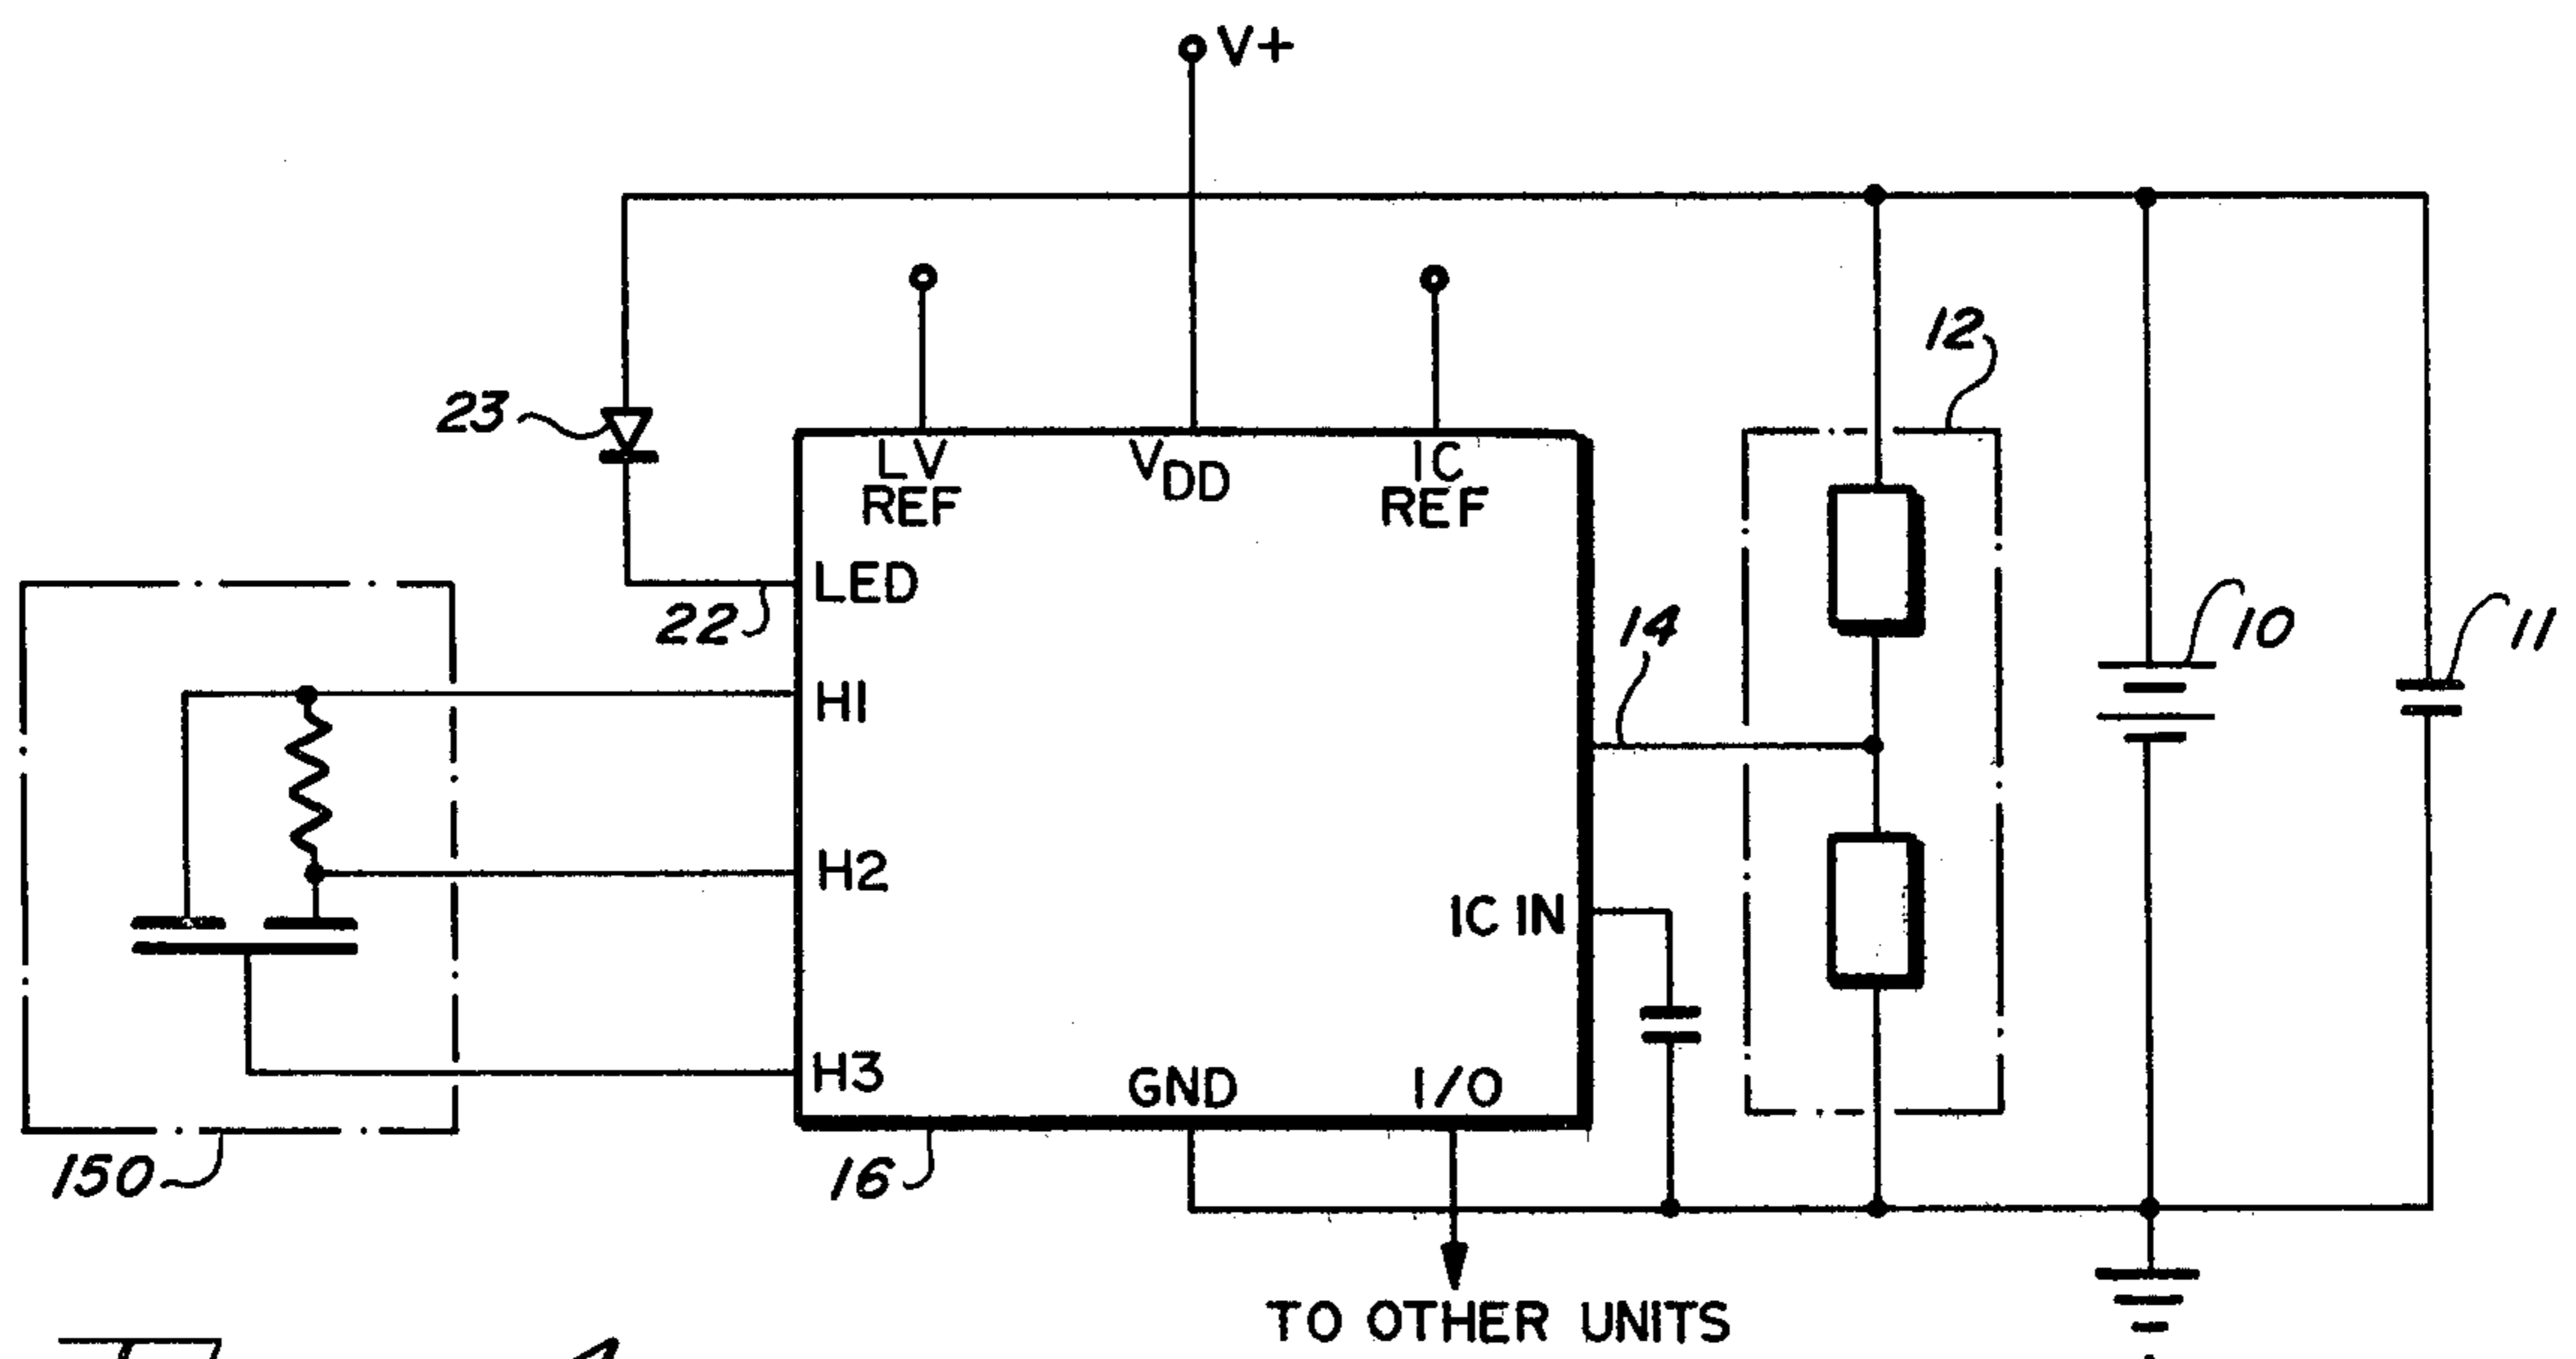 V+
12
23
LV REF
VDD
IC REF
LED
22
14
10
11
H1
H2
IC IN
H3
GND
I/O
150
16
TO OTHER UNITS